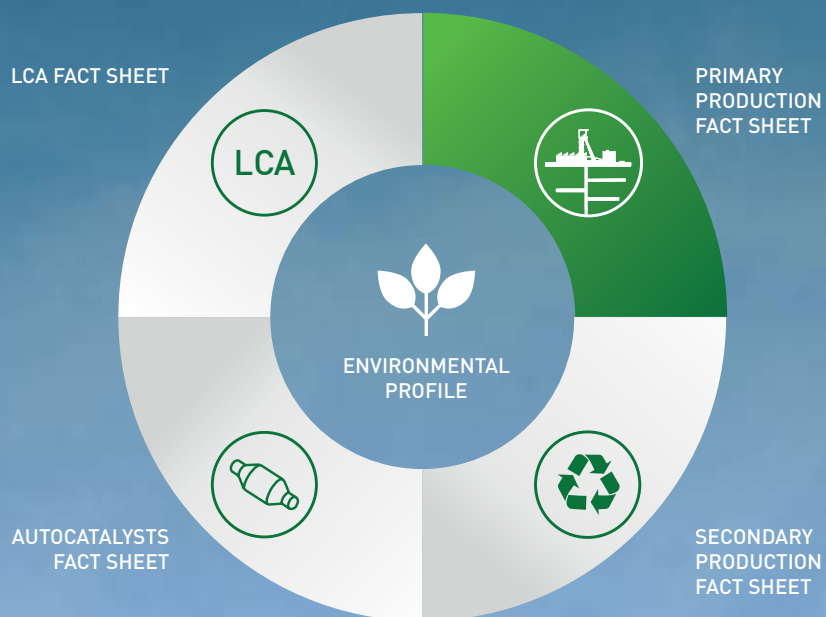 LCA FACT SHEET
PRIMARY
PRODUCTION
FACT SHEET
LCA
ENVIRONMENTAL
PROFILE
AUTOCATALYSTS
FACT SHEET
SECONDARY
PRODUCTION
FACT SHEET